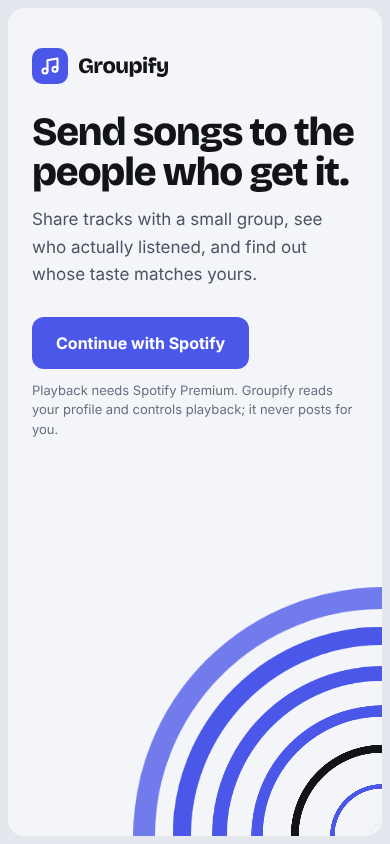 Groupify
Send songs to the
people who get it.
Share tracks with a small group, see
who actually listened, and find out
whose taste matches yours.
Continue with Spotify
Playback needs Spotify Premium. Groupify reads
your profile and controls playback; it never posts for
you.